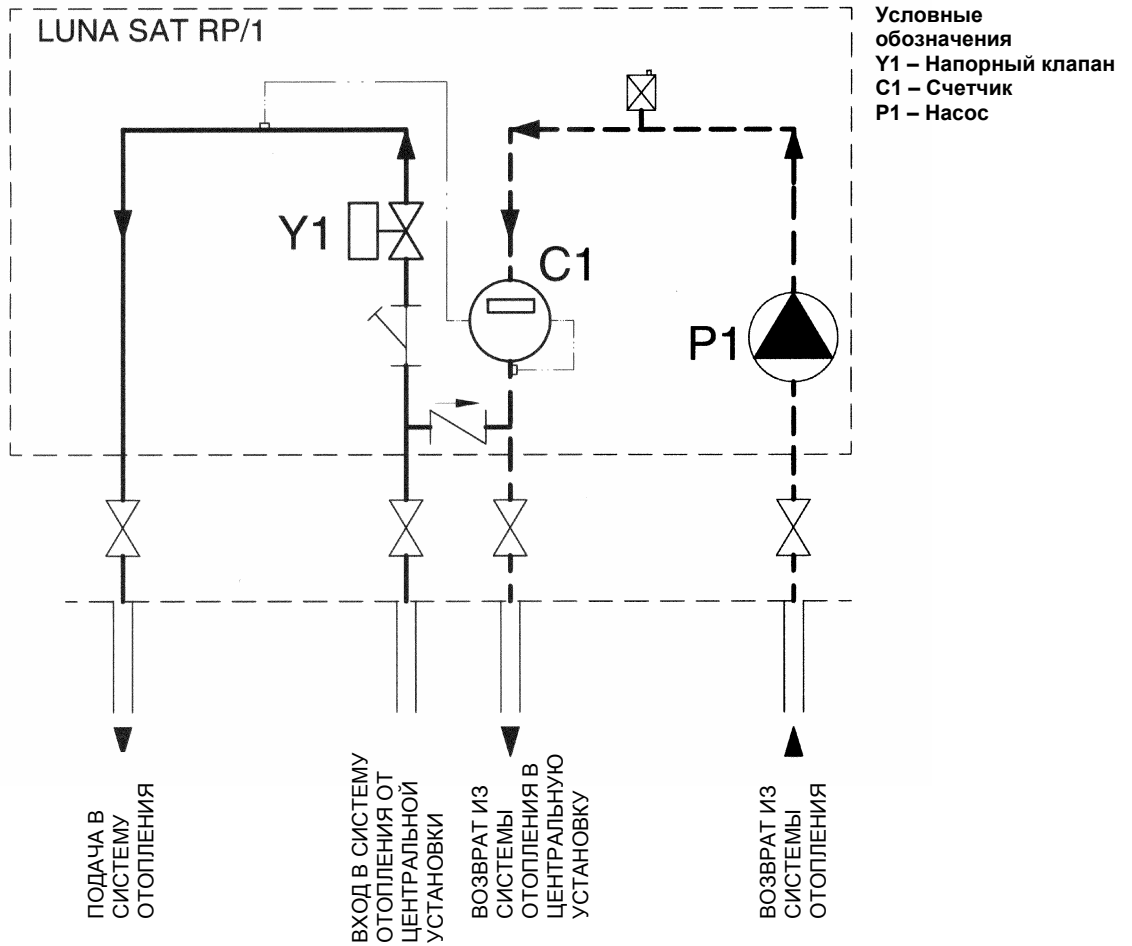 LUNA SAT RP/1
Условные
обозначения
Y1 – Напорный клапан
C1 – Счетчик
P1 – Насос
Y1
C1
P1
ПОДАЧА В
СИСТЕМУ
ОТОПЛЕНИЯ
ВХОД В СИСТЕМУ
ОТОПЛЕНИЯ ОТ
ЦЕНТРАЛЬНОЙ
УСТАНОВКИ
ВОЗВРАТ ИЗ
СИСТЕМЫ
ОТОПЛЕНИЯ В
ЦЕНТРАЛЬНУЮ
УСТАНОВКУ
ВОЗВРАТ ИЗ
СИСТЕМЫ
ОТОПЛЕНИЯ